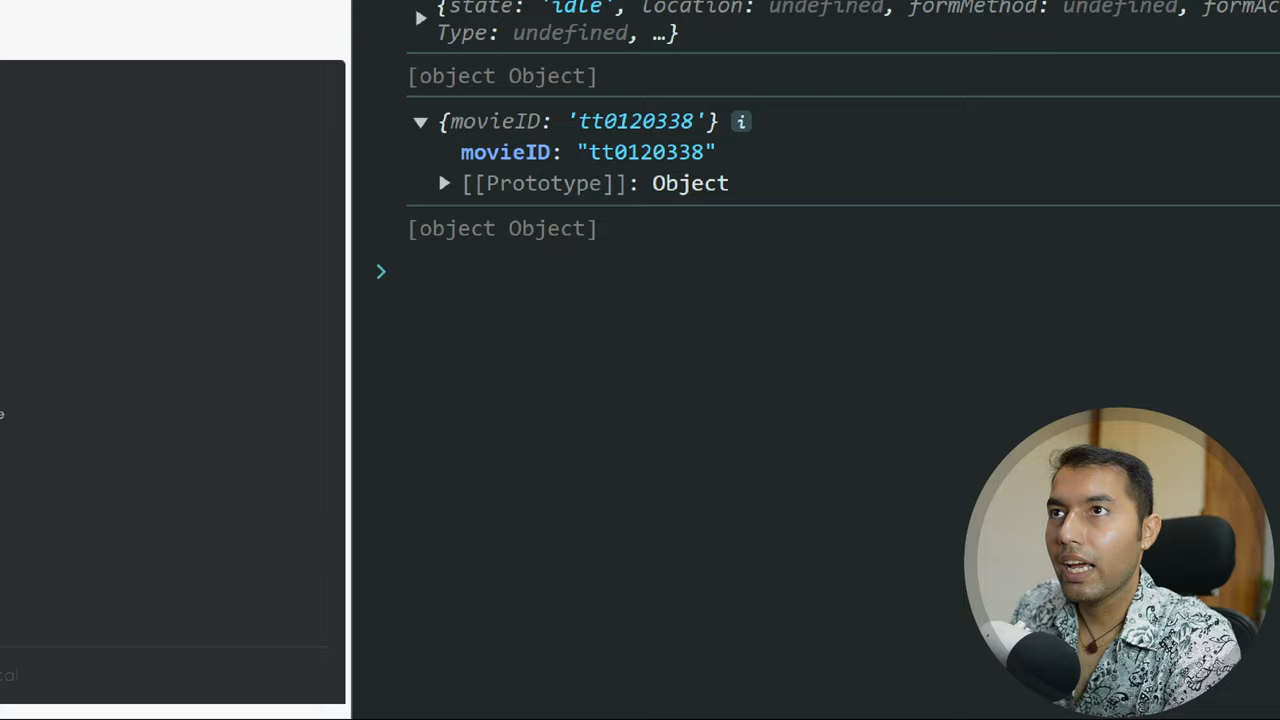 {state: 'idle', location: undefined, formMethod: undefined, formAc
Type: undefined, …}
[object Object]
{movieID: 'tt0120338'} i
movieID: "tt0120338"
[[Prototype]]: Object
[object Object]
e
cal